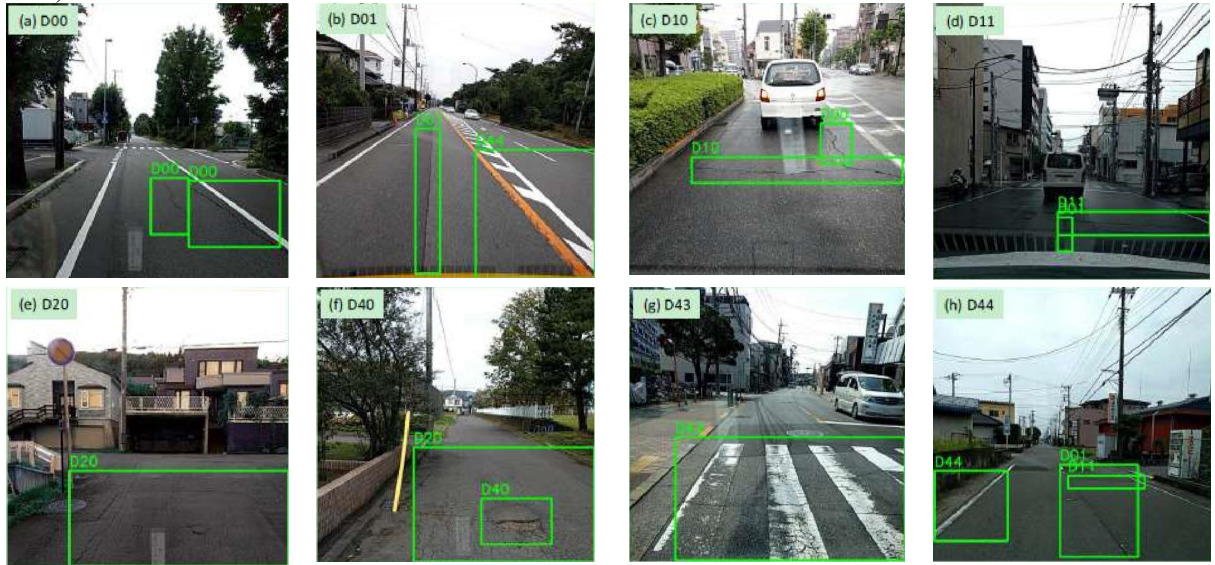 (a) D00
D00 D00
(b) D01
D44
(c) D10
D00
D10
(d) D11
D11
D01
(e) D20
D20
(f) D40
D20
D40
(g) D43
D43
(h) D44
D44
D01
D11